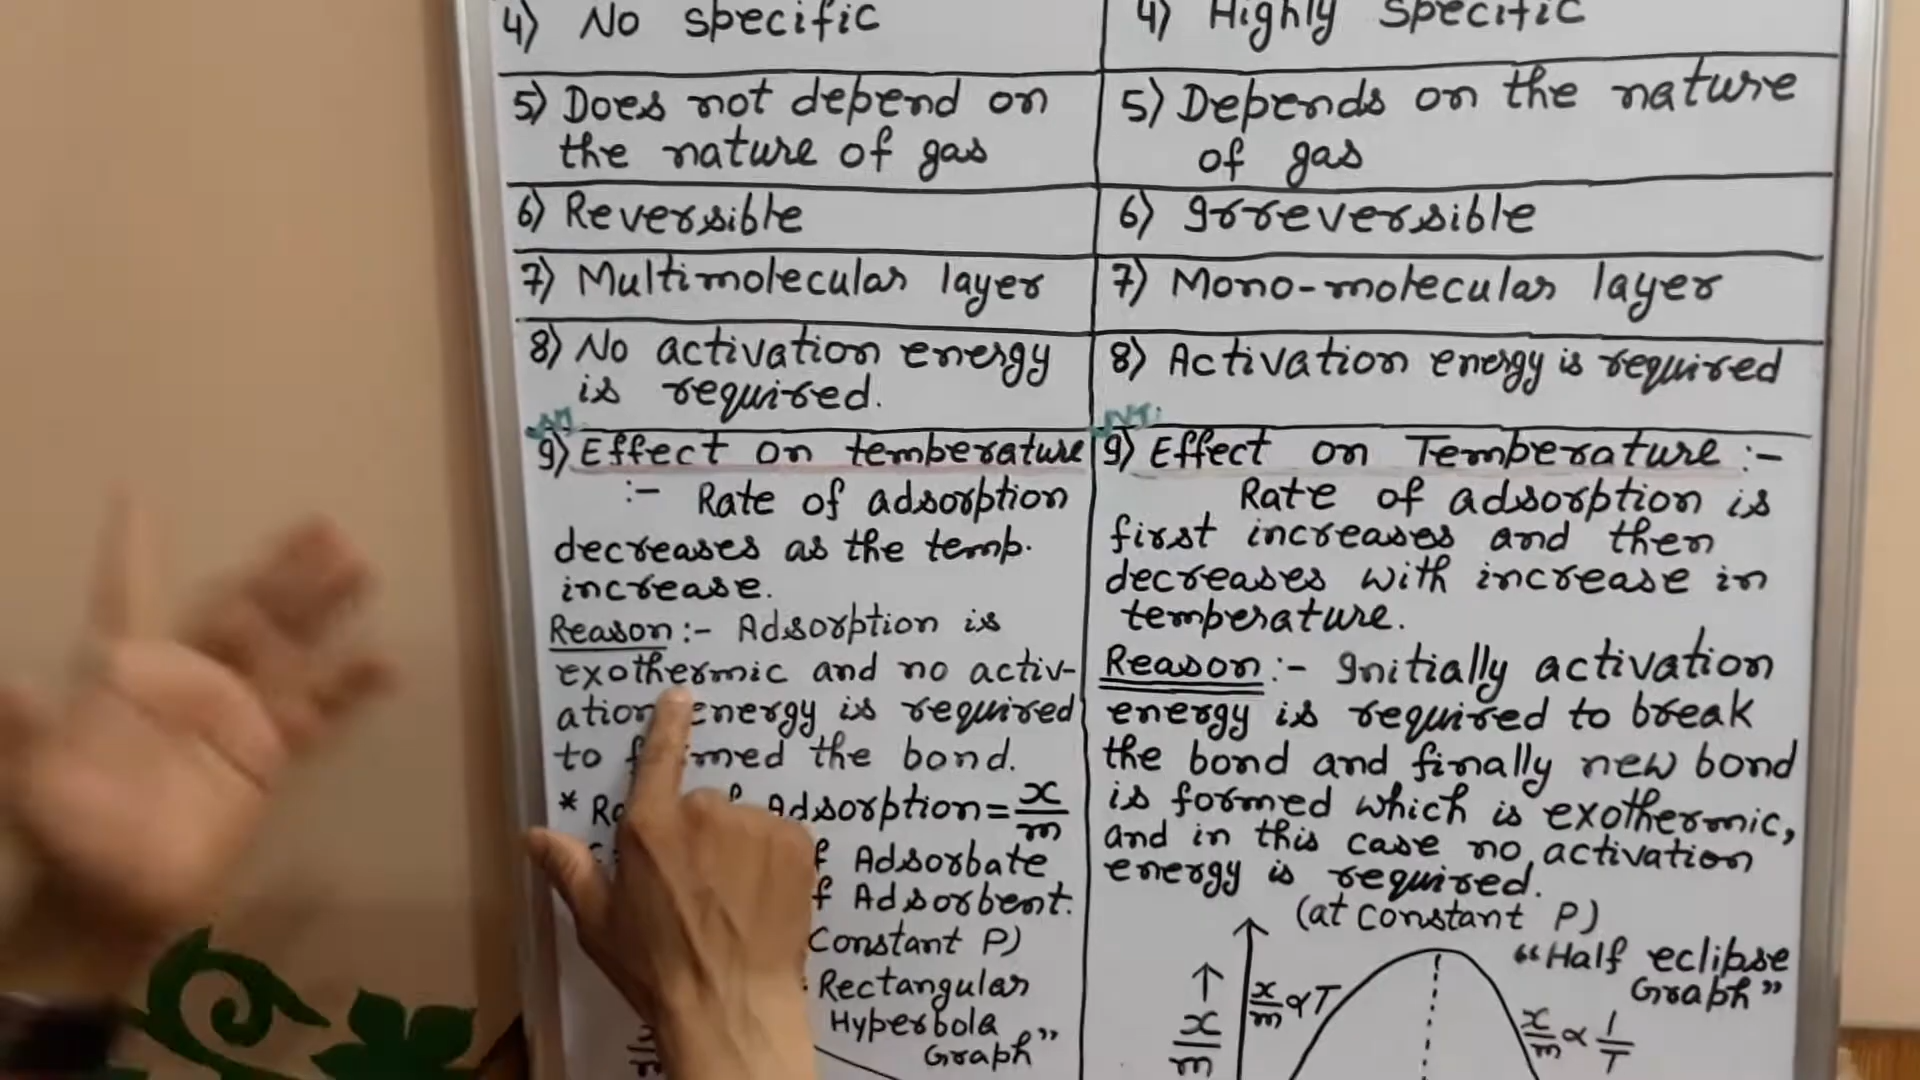 4) No specific
5) Does not depend on
the nature of gas
6) Reversible
7) Multimolecular layer
8) No activation energy
is required.
9) Effect on temperature
:- Rate of adsorption
decreases as the temp.
increase.
Reason :- Adsorption is
exothermic and no activ-
ation energy is required
to the bond.
* Adsorption = x/m
Adsorbate
Adsorbent.
Constant P)
Rectangular
Hyperbola
Graph"
4) Highly specific
5) Depends on the nature
of gas
6) Irreversible
7) Mono-molecular layer
8) Activation energy is required
9) Effect on Temperature :-
Rate of adsorption is
first increases and then
decreases with increase in
temperature.
Reason :- Initially activation
energy is required to break
the bond and finally new bond
is formed which is exothermic,
and in this case no activation
energy is required.
(at constant P)
"Half eclipse
Graph"
x/m ∝ T
x/m ∝ 1/T
↑ x/m